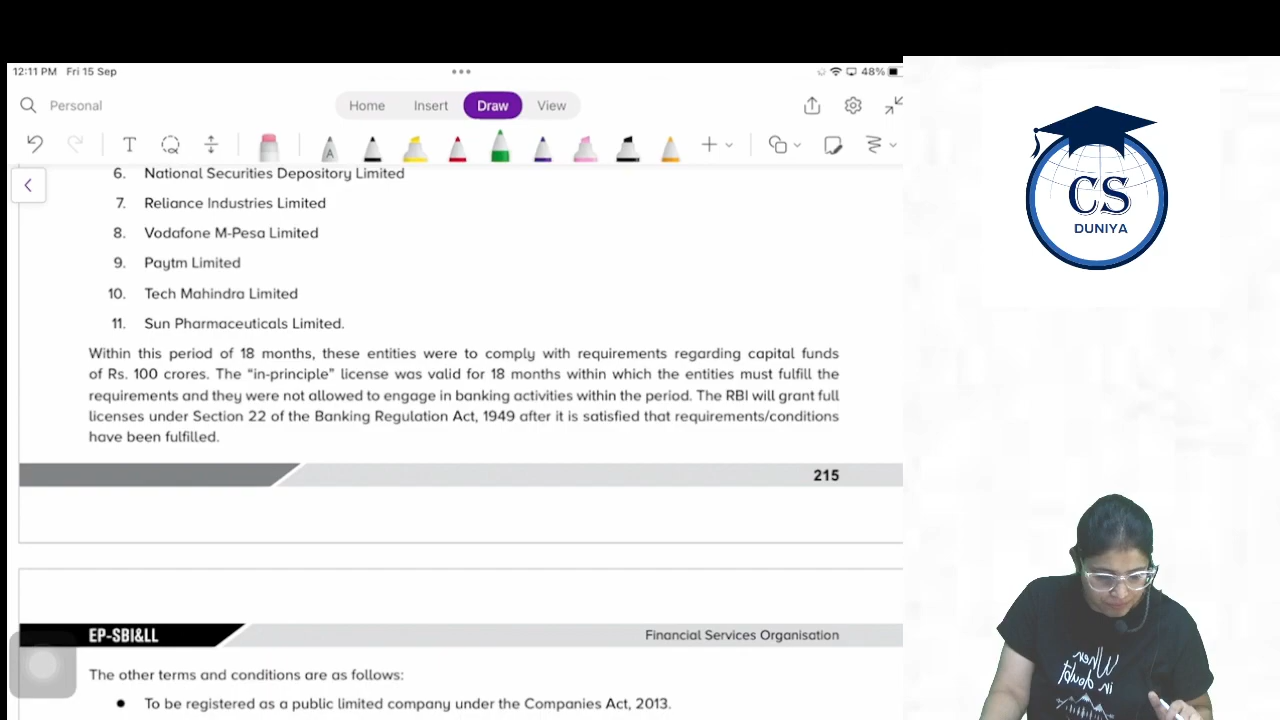 12:11 PM Fri 15 Sep
48%
Personal
Home Insert Draw View
T
A
6. National Securities Depository Limited
7. Reliance Industries Limited
8. Vodafone M-Pesa Limited
9. Paytm Limited
10. Tech Mahindra Limited
11. Sun Pharmaceuticals Limited.
Within this period of 18 months, these entities were to comply with requirements regarding capital funds
of Rs. 100 crores. The “in-principle” license was valid for 18 months within which the entities must fulfill the
requirements and they were not allowed to engage in banking activities within the period. The RBI will grant full
licenses under Section 22 of the Banking Regulation Act, 1949 after it is satisfied that requirements/conditions
have been fulfilled.
215
EP-SBI&LL
Financial Services Organisation
The other terms and conditions are as follows:
● To be registered as a public limited company under the Companies Act, 2013.
CS
DUNIYA
When
in doubt